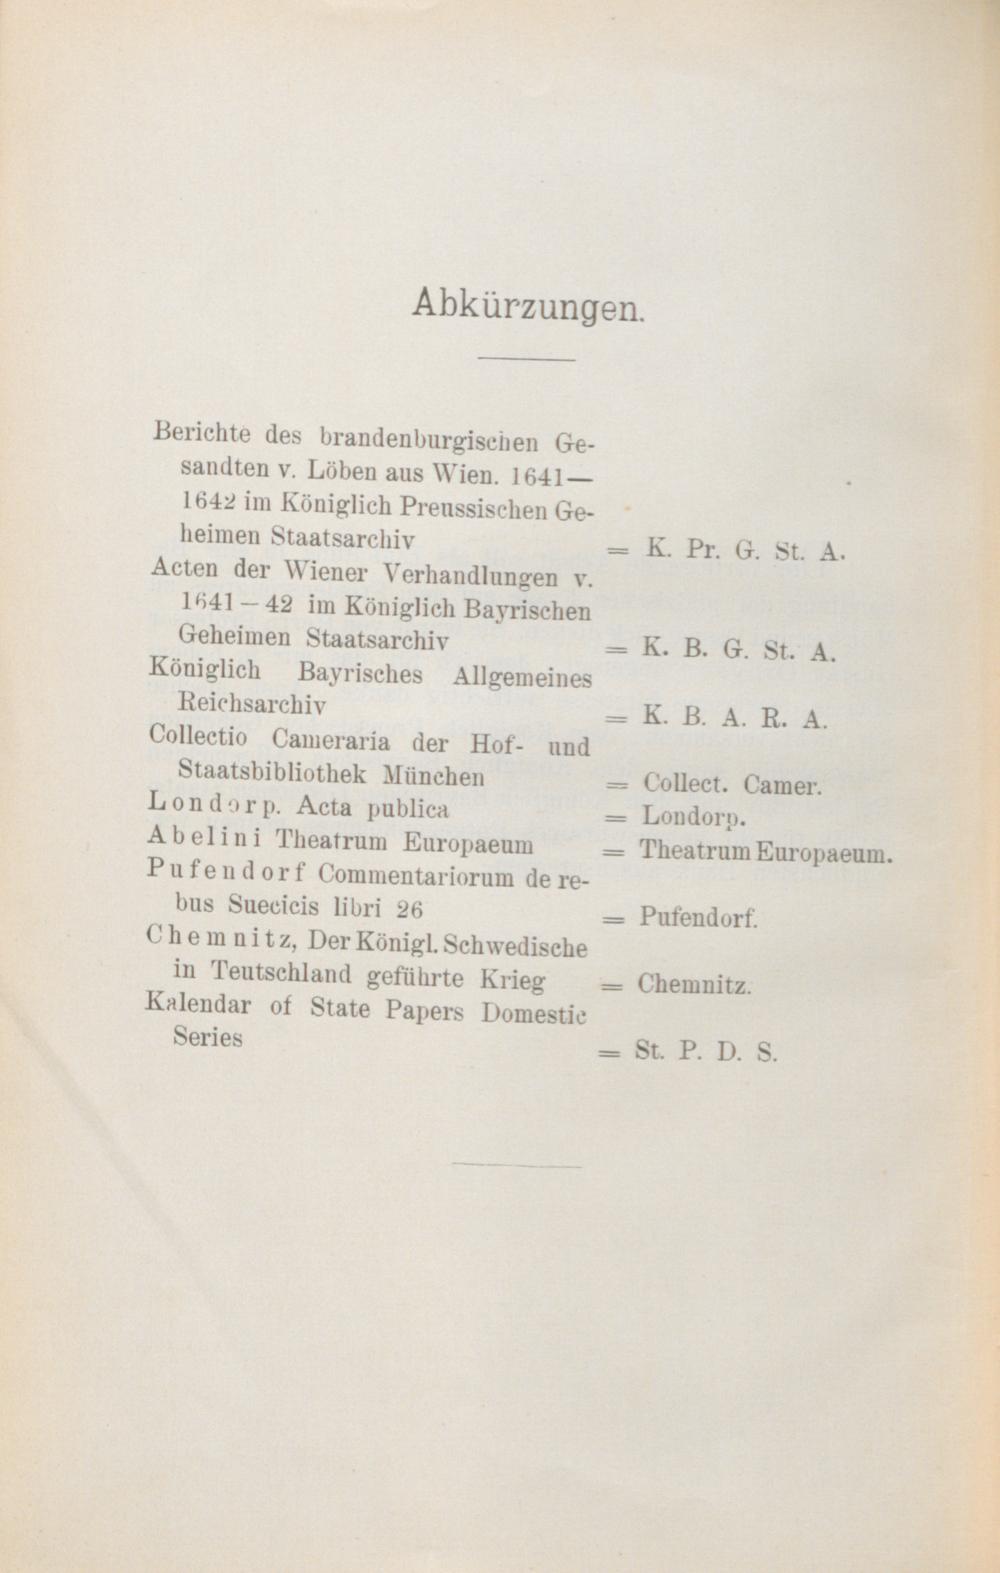 Abkürzungen.
Berichte des brandenburgischen Ge-
sandten v. Löben aus Wien. 1641—
1642 im Königlich Preussischen Ge-
heimen Staatsarchiv = K. Pr. G. St. A.
Acten der Wiener Verhandlungen v.
1641 – 42 im Königlich Bayrischen
Geheimen Staatsarchiv = K. B. G. St. A.
Königlich Bayrisches Allgemeines
Reichsarchiv = K. B. A. R. A.
Collectio Cameraria der Hof- und
Staatsbibliothek München = Collect. Camer.
Londorp. Acta publica = Londorp.
Abelini Theatrum Europaeum = Theatrum Europaeum.
Pufendorf Commentariorum de re-
bus Suecicis libri 26 = Pufendorf.
Chemnitz, Der Königl. Schwedische
in Teutschland geführte Krieg = Chemnitz.
Kalendar of State Papers Domestic
Series = St. P. D. S.